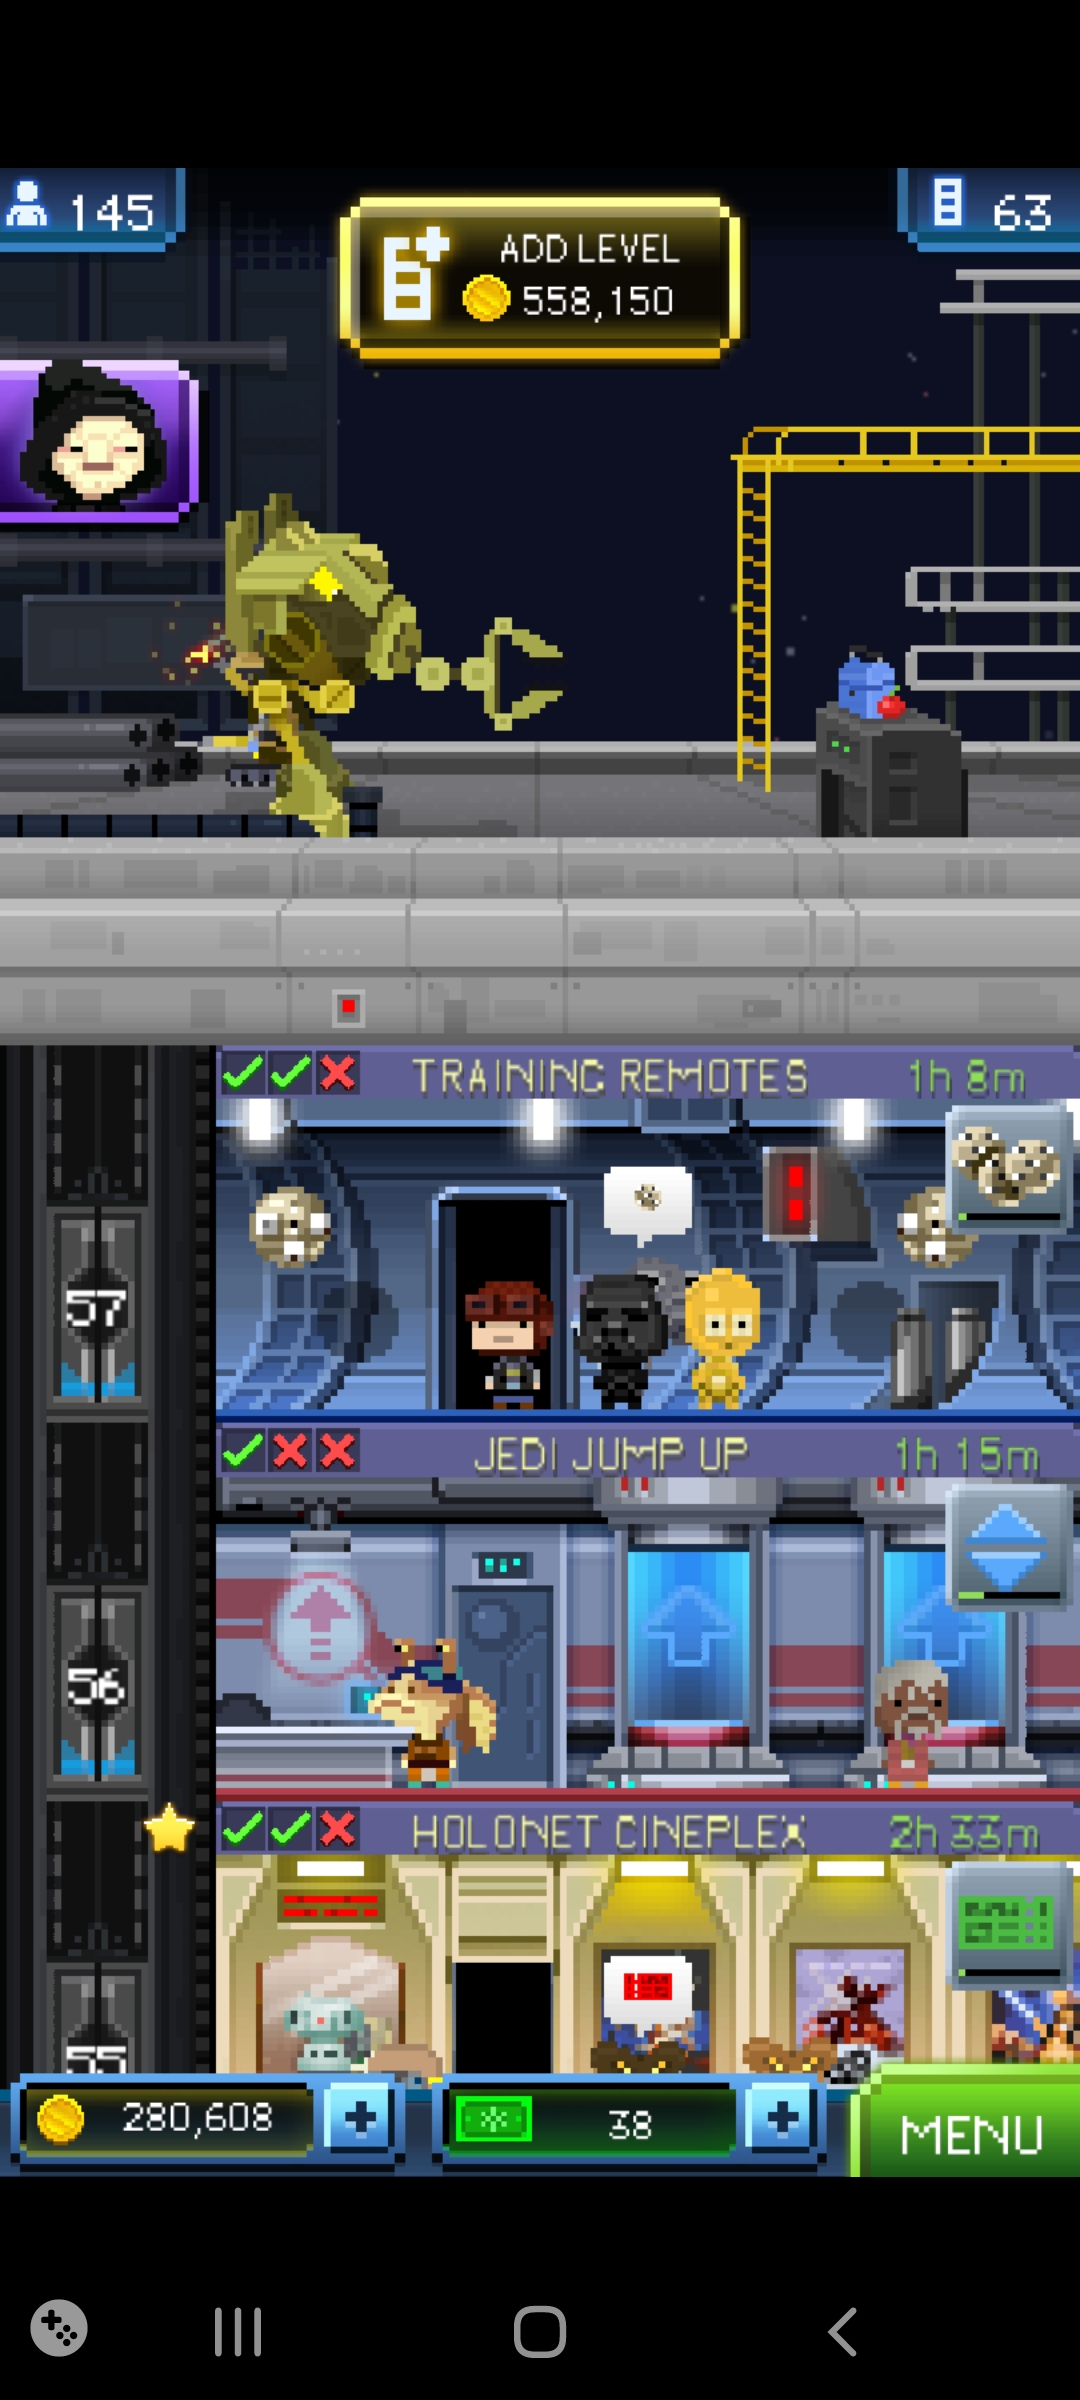 145
ADD LEVEL
558,150
63
TRAINING REMOTES 1h 8m
57
JEDI JUMP UP 1h 15m
56
HOLONET CINEPLEX 2h 33m
55
280,608
38
MENU